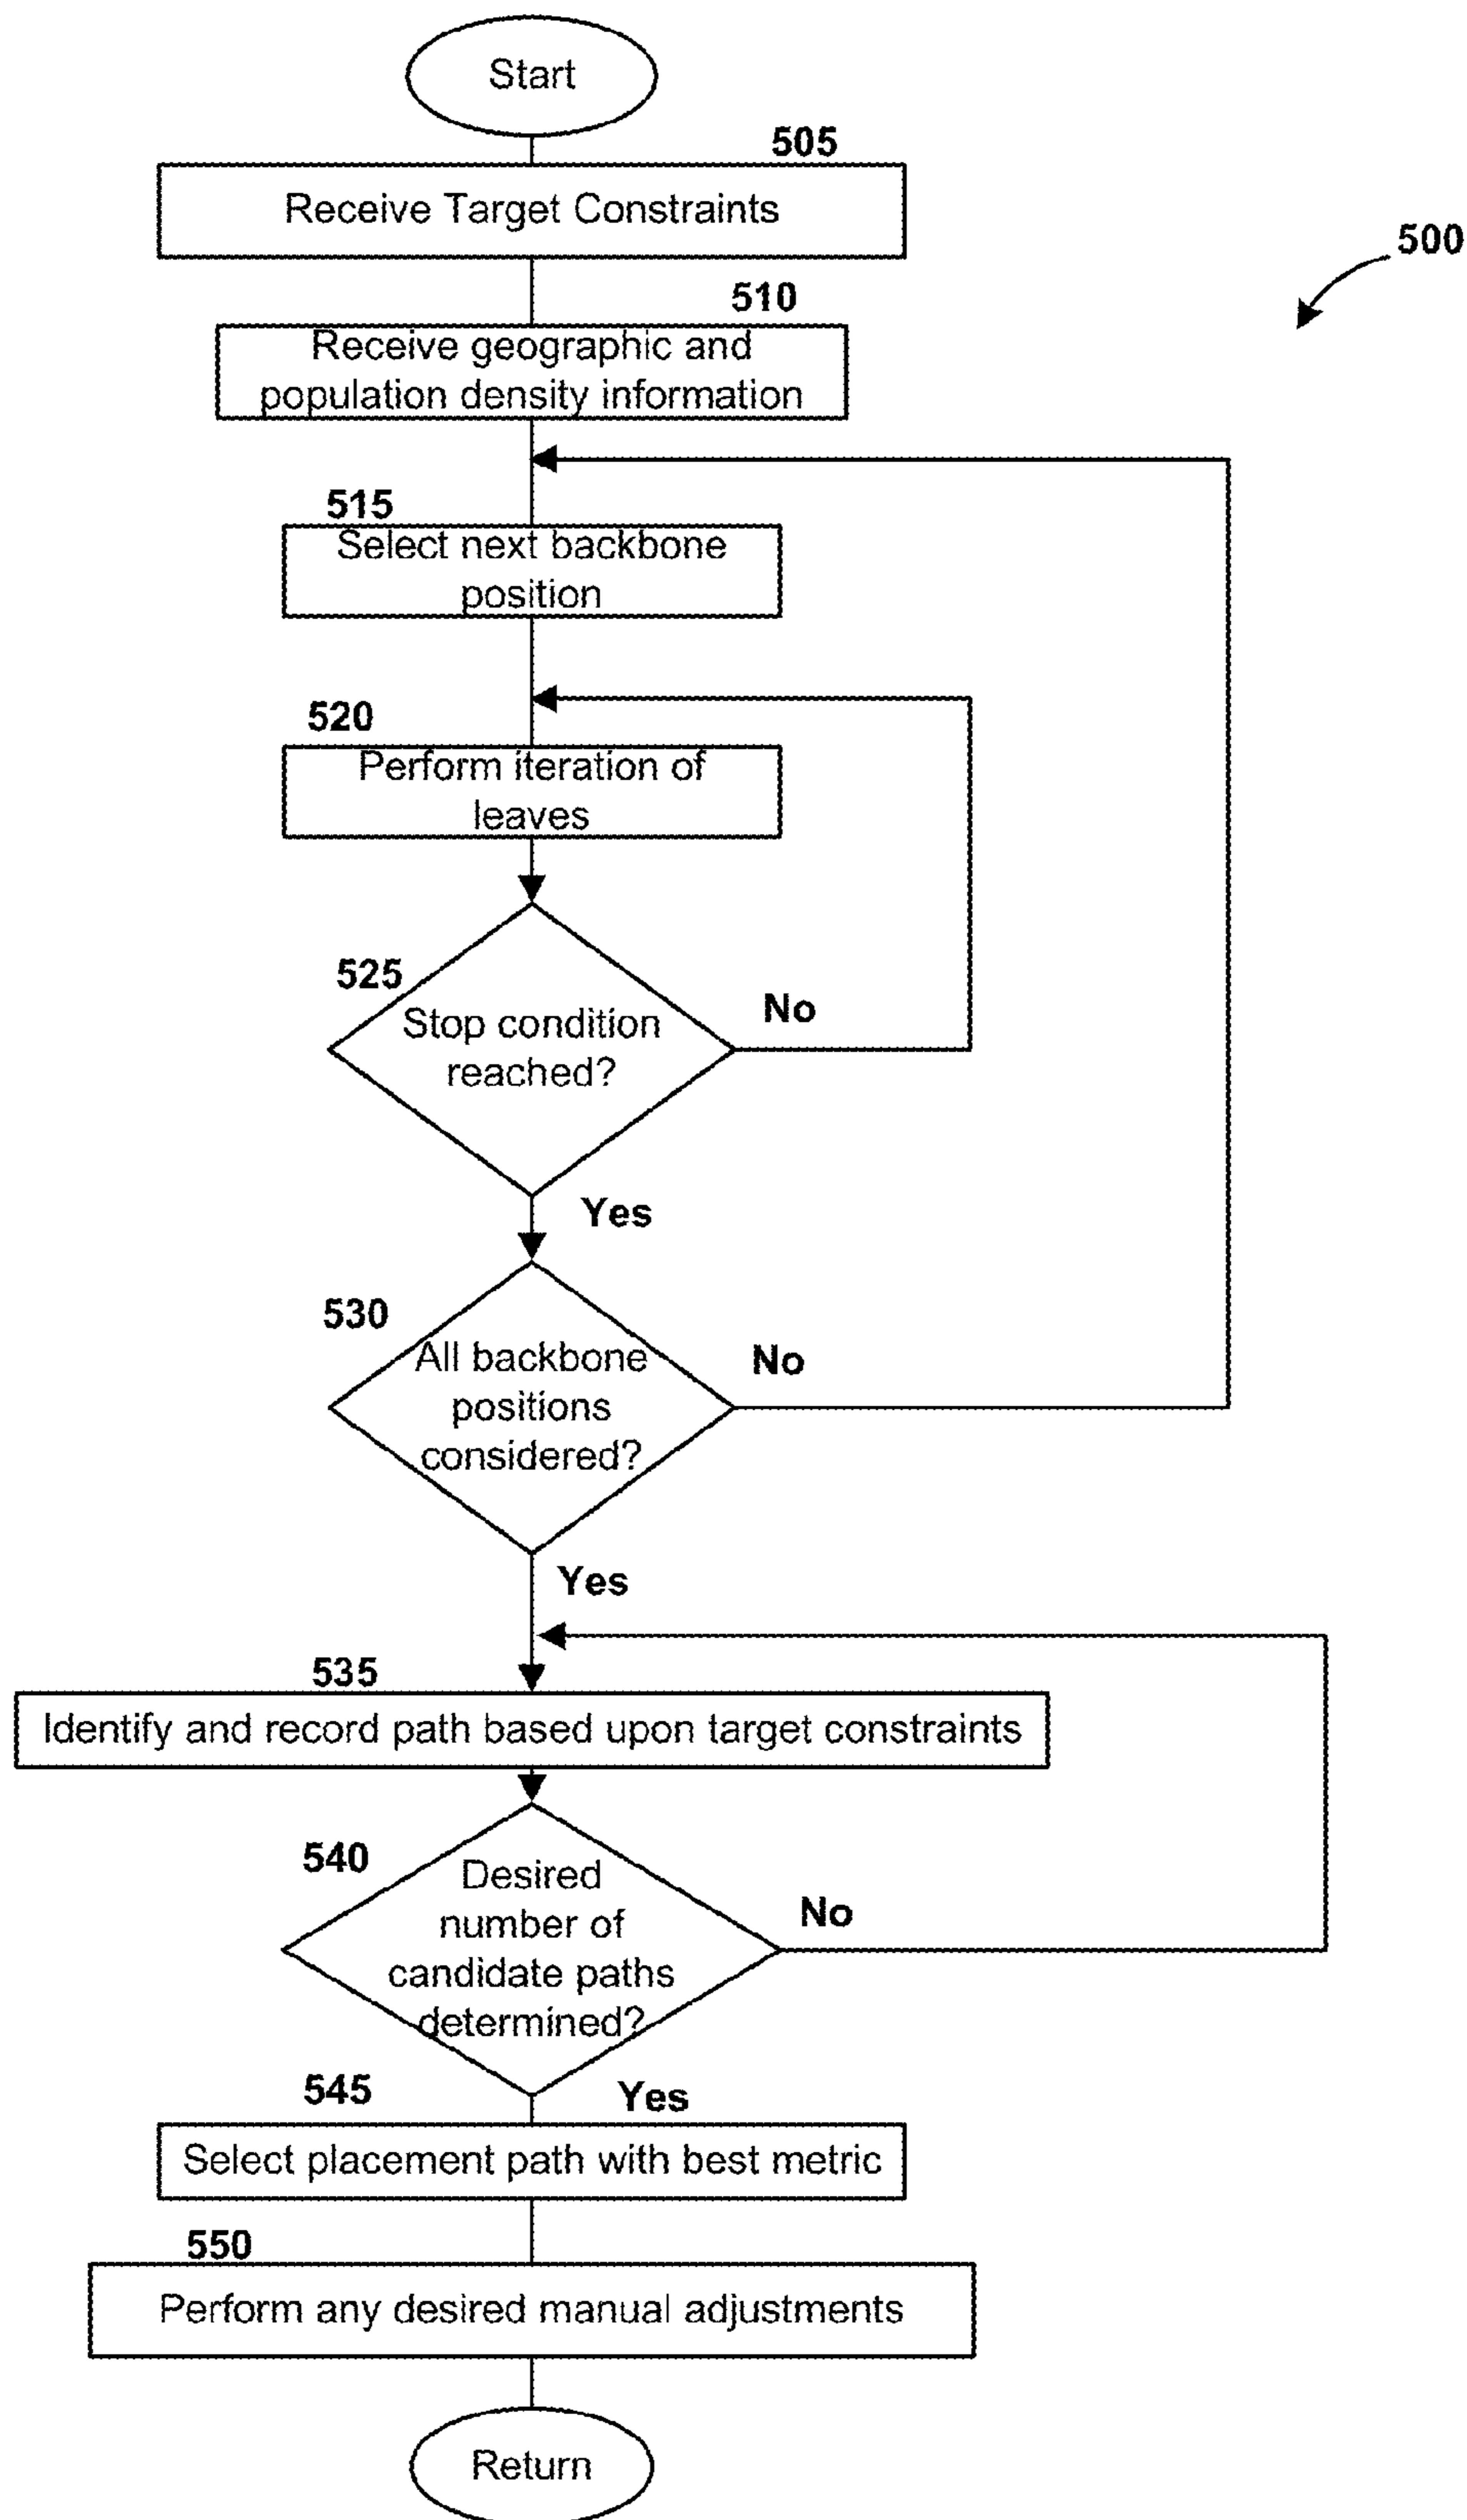 Start
505
Receive Target Constraints
500
510
Receive geographic and
population density information
515
Select next backbone
position
520
Perform iteration of
leaves
525
Stop condition
reached?
No
Yes
530
All backbone
positions
considered?
No
Yes
535
Identify and record path based upon target constraints
540
Desired
number of
candidate paths
determined?
No
545
Yes
Select placement path with best metric
550
Perform any desired manual adjustments
Return